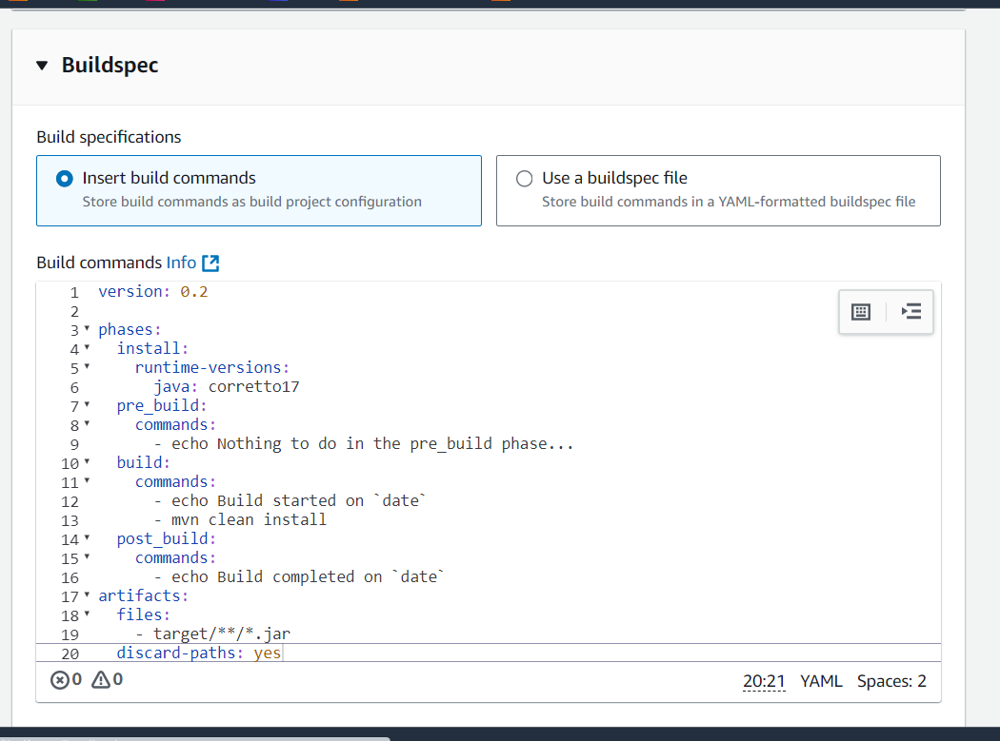 Buildspec
Build specifications
Insert build commands
Store build commands as build project configuration
Use a buildspec file
Store build commands in a YAML-formatted buildspec file
Build commands Info
1 version: 0.2
2
3 phases:
4   install:
5     runtime-versions:
6       java: corretto17
7   pre_build:
8     commands:
9       - echo Nothing to do in the pre_build phase...
10   build:
11     commands:
12       - echo Build started on `date`
13       - mvn clean install
14   post_build:
15     commands:
16       - echo Build completed on `date`
17 artifacts:
18   files:
19     - target/**/*.jar
20   discard-paths: yes
0 0 20:21 YAML Spaces: 2